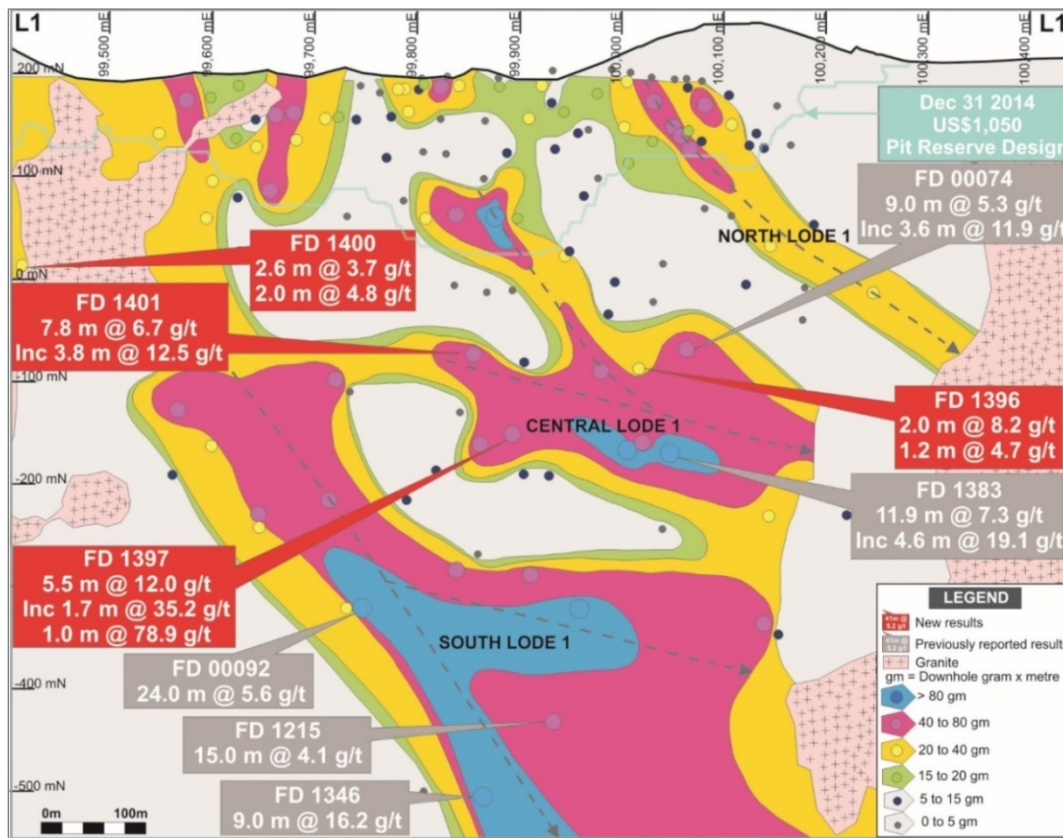 L1
99,500 mE
99,600 mE
99,700 mE
99,800 mE
99,900 mE
100,000 mE
100,100 mE
100,200 mE
100,300 mE
100,400 mE
L1
200 mN
Dec 31 2014
US$1,050
Pit Reserve Design
100 mN
FD 00074
9.0 m @ 5.3 g/t
Inc 3.6 m @ 11.9 g/t
NORTH LODE 1
FD 1400
2.6 m @ 3.7 g/t
2.0 m @ 4.8 g/t
0 mN
FD 1401
7.8 m @ 6.7 g/t
Inc 3.8 m @ 12.5 g/t
-100 mN
FD 1396
2.0 m @ 8.2 g/t
1.2 m @ 4.7 g/t
CENTRAL LODE 1
-200 mN
FD 1383
11.9 m @ 7.3 g/t
Inc 4.6 m @ 19.1 g/t
FD 1397
5.5 m @ 12.0 g/t
Inc 1.7 m @ 35.2 g/t
1.0 m @ 78.9 g/t
SOUTH LODE 1
FD 00092
24.0 m @ 5.6 g/t
-400 mN
FD 1215
15.0 m @ 4.1 g/t
-500 mN
FD 1346
9.0 m @ 16.2 g/t
0m
100m
LEGEND
New results
Previously reported results
Granite
gm = Downhole gram x metre
> 80 gm
40 to 80 gm
20 to 40 gm
15 to 20 gm
5 to 15 gm
0 to 5 gm